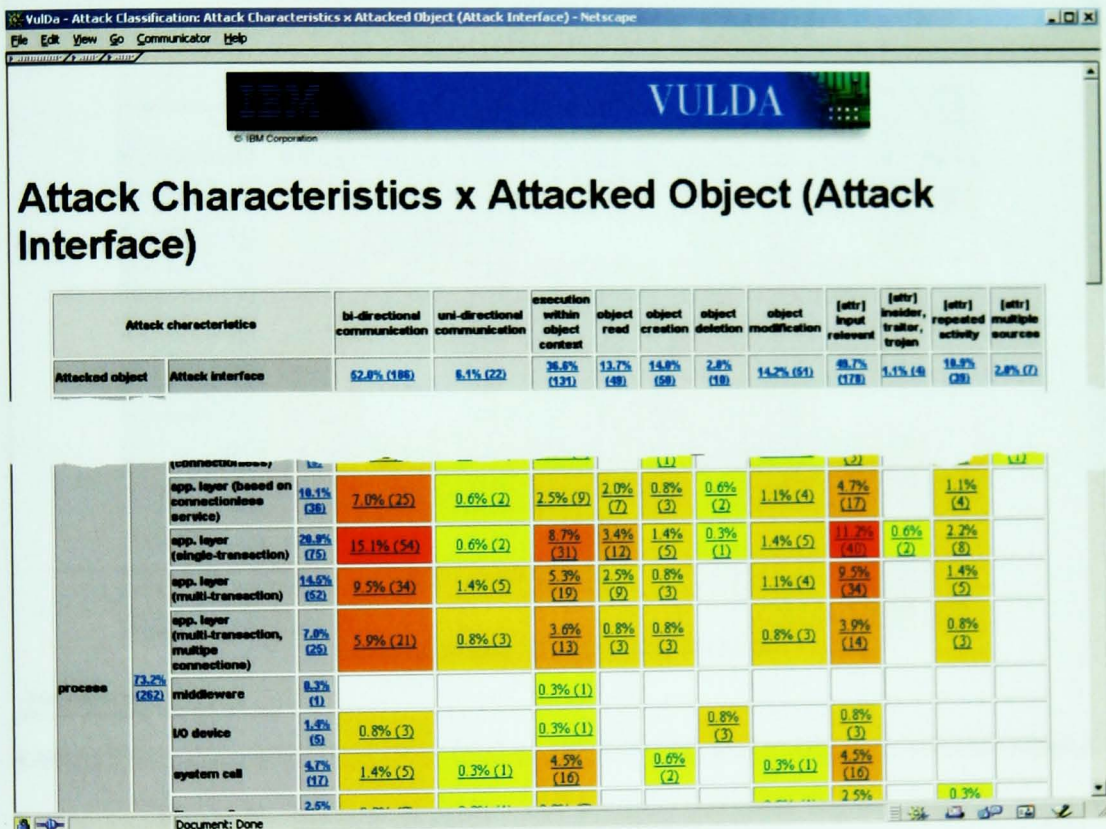 VulDa - Attack Classification: Attack Characteristics x Attacked Object (Attack Interface) - Netscape
File Edit View Go Communicator Help
IBM VULDA
© IBM Corporation
Attack Characteristics x Attacked Object (Attack
Interface)
Attack characteristics
bi-directional
communication
uni-directional
communication
execution
within
object
context
object
read
object
creation
object
deletion
object
modification
[attr]
input
relevant
[attr]
insider,
traitor,
trojan
[attr]
repeated
activity
[attr]
multiple
sources
Attacked object Attack interface 52.0% (186) 6.1% (22) 36.6% (131) 13.7% (49) 14.0% (50) 2.8% (10) 14.2% (51) 49.7% (178) 1.1% (4) 10.9% (39) 2.0% (7)
(connectionless) (1) (1)
process 73.2% (262)
app. layer (based on
connectionless
service)
10.1% (36) 7.0% (25) 0.6% (2) 2.5% (9) 2.0% (7) 0.8% (3) 0.6% (2) 1.1% (4) 4.7% (17) 1.1% (4)
app. layer
(single-transaction)
20.9% (75) 15.1% (54) 0.6% (2) 8.7% (31) 3.4% (12) 1.4% (5) 0.3% (1) 1.4% (5) 11.2% (40) 0.6% (2) 2.2% (8)
app. layer
(multi-transaction)
14.5% (52) 9.5% (34) 1.4% (5) 5.3% (19) 2.5% (9) 0.8% (3) 1.1% (4) 9.5% (34) 1.4% (5)
app. layer
(multi-transaction,
multipe
connections)
7.0% (25) 5.9% (21) 0.8% (3) 3.6% (13) 0.8% (3) 0.8% (3) 0.8% (3) 3.9% (14) 0.8% (3)
middleware 0.3% (1) 0.3% (1)
I/O device 1.4% (5) 0.8% (3) 0.3% (1) 0.8% (3) 0.8% (3)
system call 4.7% (17) 1.4% (5) 0.3% (1) 4.5% (16) 0.6% (2) 0.3% (1) 4.5% (16)
2.5% 2.5% 0.3%
Document: Done